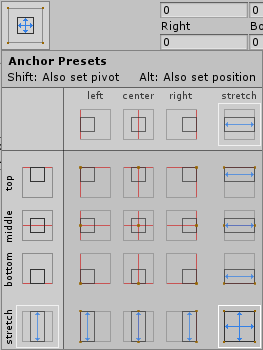 0 0
Right Bo
0 0
Anchor Presets
Shift: Also set pivot Alt: Also set position
left center right stretch
top
middle
bottom
stretch